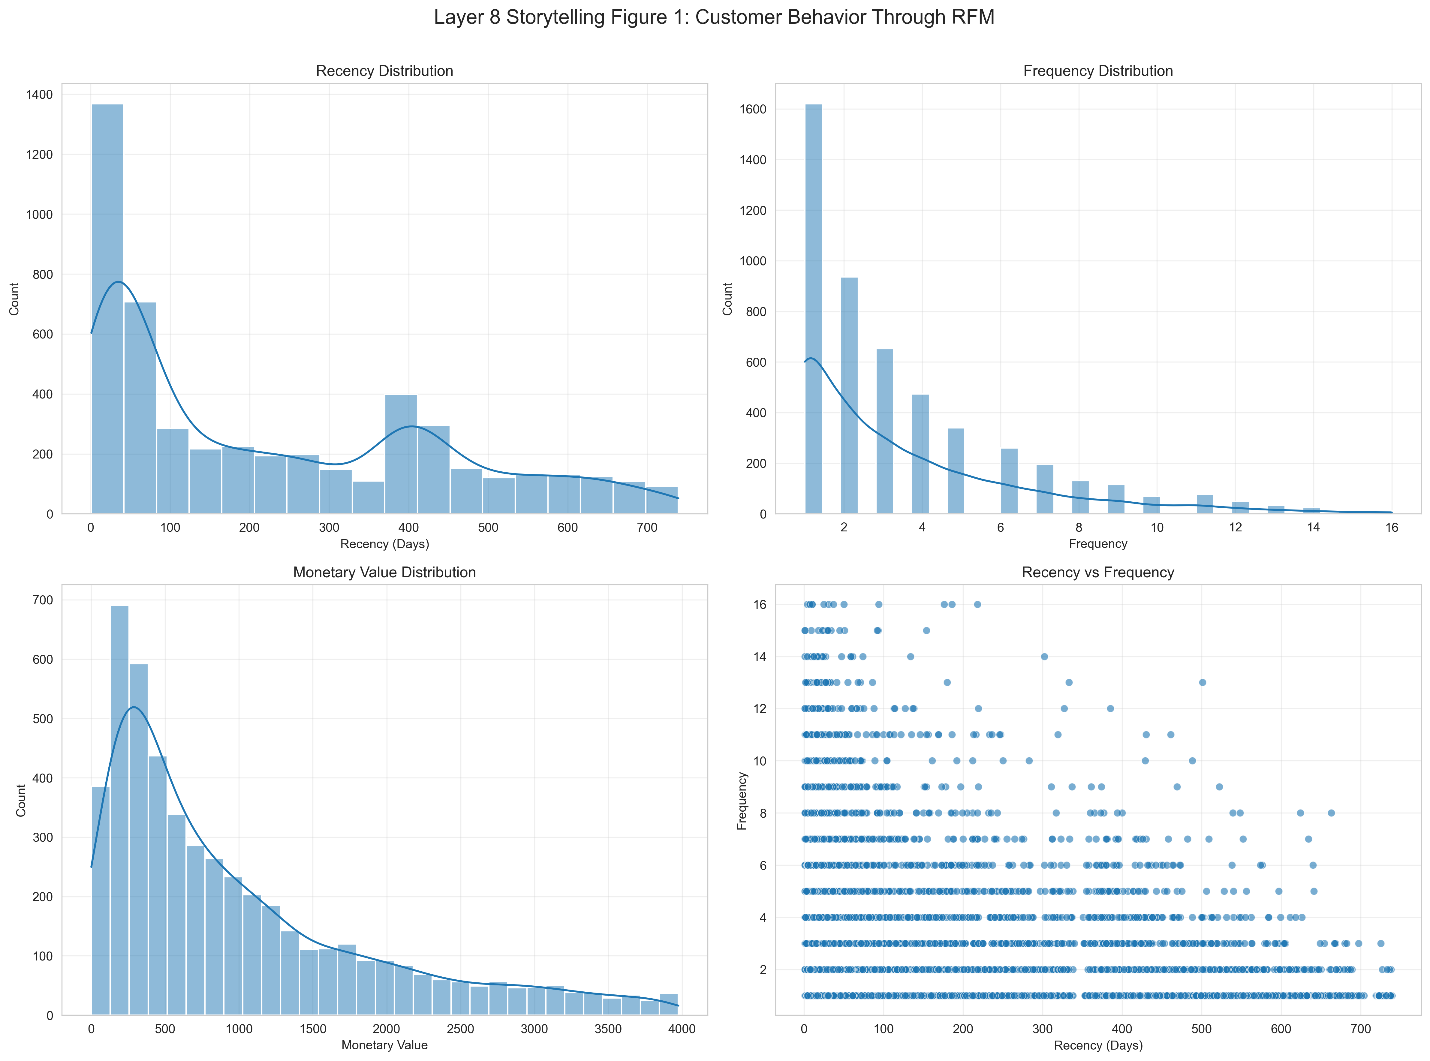 Layer 8 Storytelling Figure 1: Customer Behavior Through RFM
Recency Distribution
1400
1200
1000
800
600
400
200
0
Count
0 100 200 300 400 500 600 700
Recency (Days)
Frequency Distribution
1600
1400
1200
1000
800
600
400
200
0
Count
2 4 6 8 10 12 14 16
Frequency
Monetary Value Distribution
700
600
500
400
300
200
100
0
Count
0 500 1000 1500 2000 2500 3000 3500 4000
Monetary Value
Recency vs Frequency
16
14
12
10
8
6
4
2
Frequency
0 100 200 300 400 500 600 700
Recency (Days)